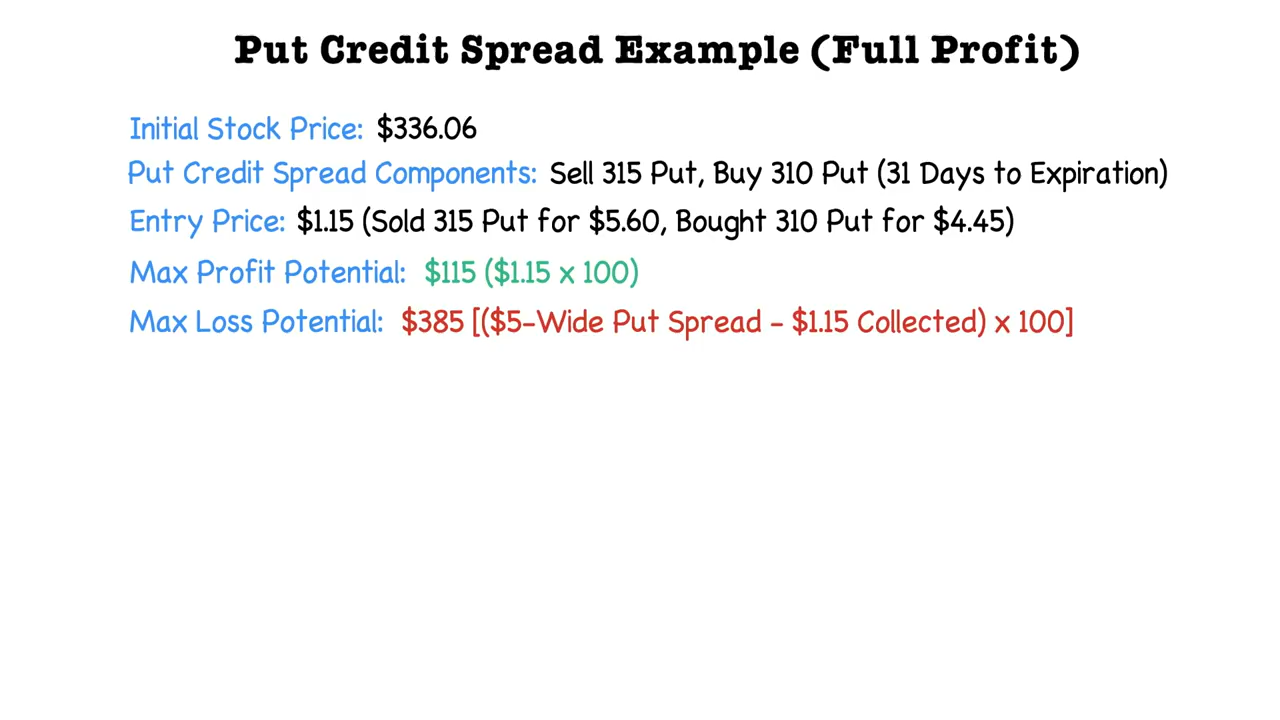 Put Credit Spread Example (Full Profit)
Initial Stock Price: $336.06
Put Credit Spread Components: Sell 315 Put, Buy 310 Put (31 Days to Expiration)
Entry Price: $1.15 (Sold 315 Put for $5.60, Bought 310 Put for $4.45)
Max Profit Potential: $115 ($1.15 x 100)
Max Loss Potential: $385 [($5-Wide Put Spread - $1.15 Collected) x 100]